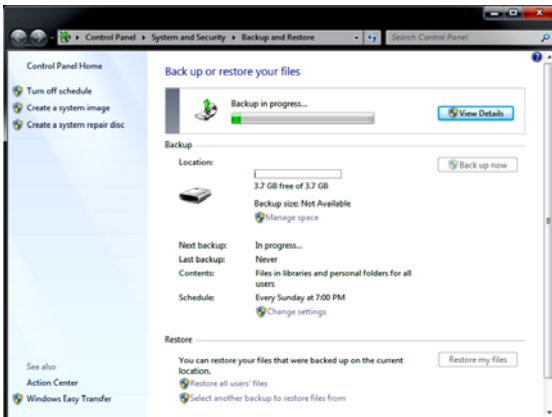 Control Panel ▸ System and Security ▸ Backup and Restore
Search Control Panel
Control Panel Home
Turn off schedule
Create a system image
Create a system repair disc
See also
Action Center
Windows Easy Transfer
Back up or restore your files
Backup in progress...
View Details
Backup
Location:
Back up now
3.7 GB free of 3.7 GB
Backup size: Not Available
Manage space
Next backup: In progress...
Last backup: Never
Contents: Files in libraries and personal folders for all
users
Schedule: Every Sunday at 7:00 PM
Change settings
Restore
You can restore your files that were backed up on the current
location.
Restore my files
Restore all users' files
Select another backup to restore files from